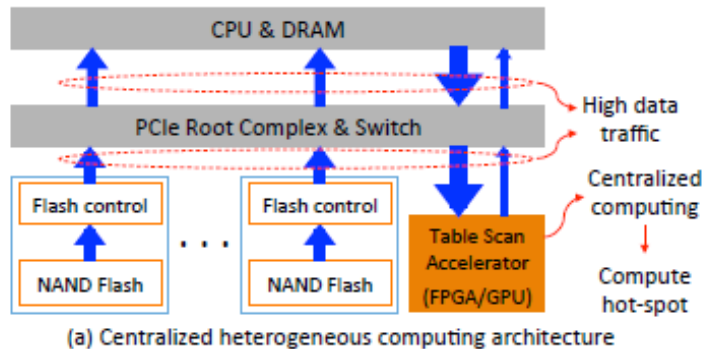 CPU & DRAM
PCIe Root Complex & Switch
High data
traffic
Flash control
NAND Flash
. . .
Flash control
NAND Flash
Table Scan
Accelerator
(FPGA/GPU)
Centralized
computing
Compute
hot-spot
(a) Centralized heterogeneous computing architecture